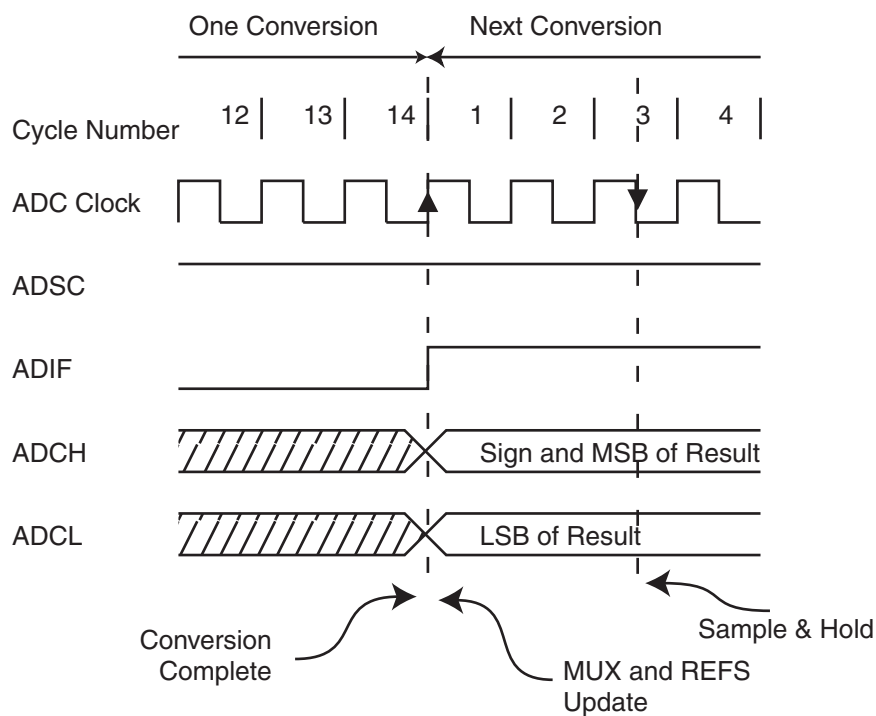 One Conversion Next Conversion
Cycle Number 12 13 14 1 2 3 4
ADC Clock
ADSC
ADIF
ADCH Sign and MSB of Result
ADCL LSB of Result
Conversion
Complete
MUX and REFS
Update
Sample & Hold